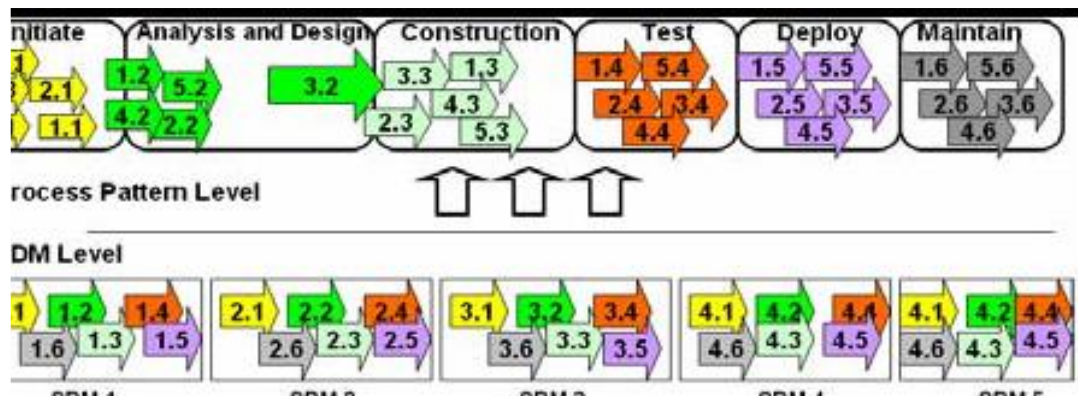 nitiate Analysis and Design Construction Test Deploy Maintain
1 1.2 5.2 3.2 3.3 1.3 1.4 5.4 1.5 5.5 1.6 5.6
2.1 4.3 2.4 3.4 2.5 3.5 2.6 3.6
1.1 4.2 2.2 2.3 5.3 4.4 4.5 4.6
rocess Pattern Level
DM Level
1 1.2 1.4 2.1 2.2 2.4 3.1 3.2 3.4 4.1 4.2 4.4 4.1 4.2 4.4
1.6 1.3 1.5 2.6 2.3 2.5 3.6 3.3 3.5 4.6 4.3 4.5 4.6 4.3 4.5